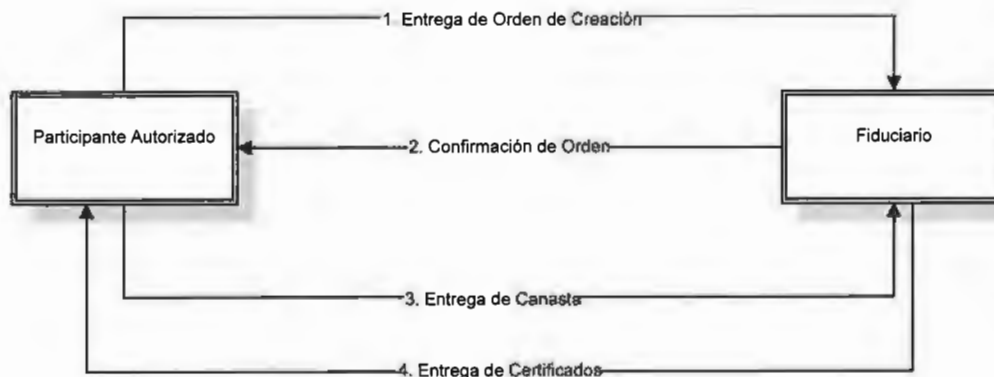 1. Entrega de Orden de Creación
Participante Autorizado
Fiduciario
2. Confirmación de Orden
3. Entrega de Canasta
4. Entrega de Certificados